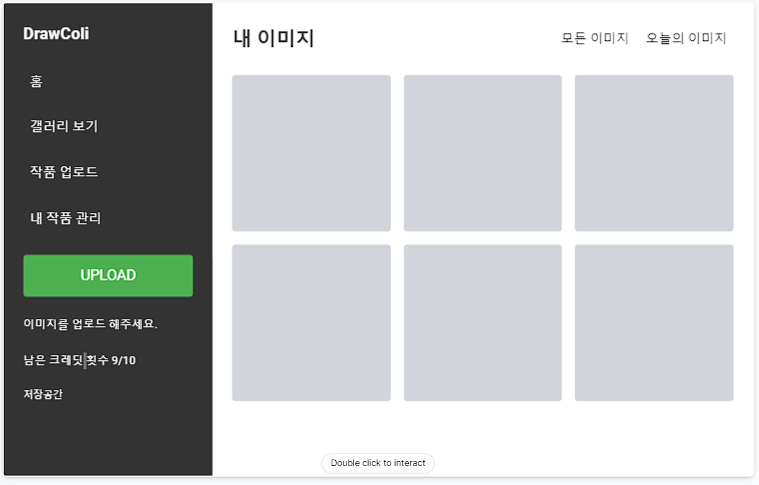 DrawColi
홈
갤러리 보기
작품 업로드
내 작품 관리
UPLOAD
이미지를 업로드 해주세요.
남은 크레딧 횟수 9/10
저장공간
내 이미지
모든 이미지 오늘의 이미지
Double click to interact